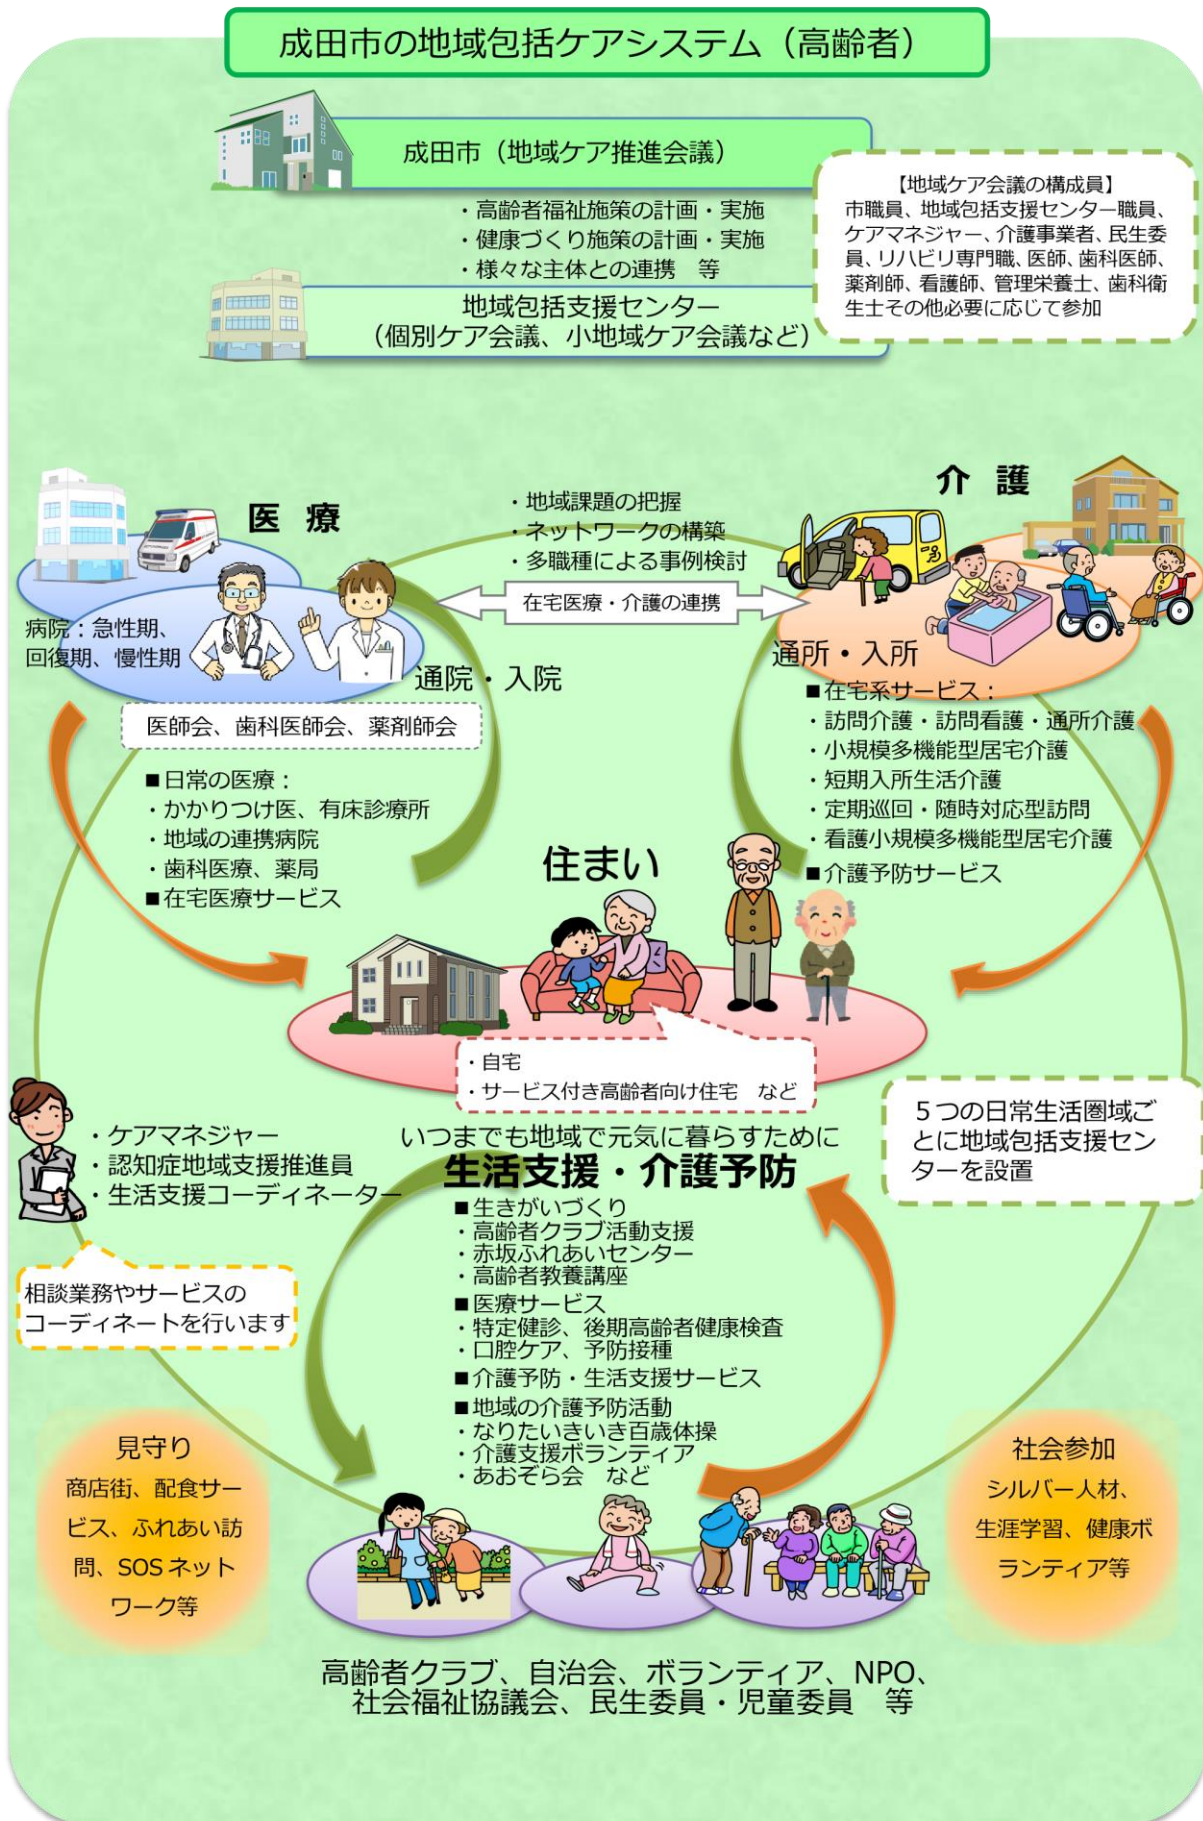 成田市の地域包括ケアシステム（高齢者）
成田市（地域ケア推進会議）
・高齢者福祉施策の計画・実施
・健康づくり施策の計画・実施
・様々な主体との連携　等
【地域ケア会議の構成員】
市職員、地域包括支援センター職員、
ケアマネジャー、介護事業者、民生委
員、リハビリ専門職、医師、歯科医師、
薬剤師、看護師、管理栄養士、歯科衛
生士その他必要に応じて参加
地域包括支援センター
（個別ケア会議、小地域ケア会議など）
医 療
・地域課題の把握
・ネットワークの構築
・多職種による事例検討
在宅医療・介護の連携
介 護
病院：急性期、
回復期、慢性期
通院・入院
医師会、歯科医師会、薬剤師会
■日常の医療：
・かかりつけ医、有床診療所
・地域の連携病院
・歯科医療、薬局
■在宅医療サービス
通所・入所
■在宅系サービス：
・訪問介護・訪問看護・通所介護
・小規模多機能型居宅介護
・短期入所生活介護
・定期巡回・随時対応型訪問
・看護小規模多機能型居宅介護
■介護予防サービス
住まい
・自宅
・サービス付き高齢者向け住宅　など
・ケアマネジャー
・認知症地域支援推進員
・生活支援コーディネーター
相談業務やサービスの
コーディネートを行います
５つの日常生活圏域ご
とに地域包括支援セン
ターを設置
いつまでも地域で元気に暮らすために
生活支援・介護予防
■生きがいづくり
・高齢者クラブ活動支援
・赤坂ふれあいセンター
・高齢者教養講座
■医療サービス
・特定健診、後期高齢者健康検査
・口腔ケア、予防接種
■介護予防・生活支援サービス
■地域の介護予防活動
・なりたいきいき百歳体操
・介護支援ボランティア
・あおぞら会　など
見守り
商店街、配食サー
ビス、ふれあい訪
問、SOSネット
ワーク等
社会参加
シルバー人材、
生涯学習、健康ボ
ランティア等
高齢者クラブ、自治会、ボランティア、NPO、
社会福祉協議会、民生委員・児童委員　等